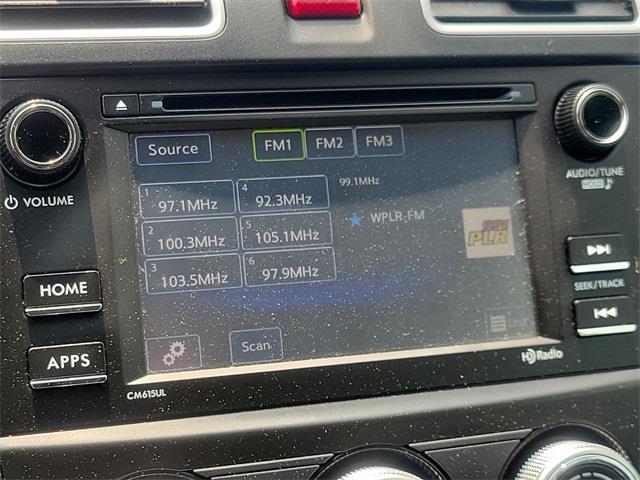 Source FM1 FM2 FM3
AUDIO/TUNE
HOLD
VOLUME
1 97.1MHz 4 92.3MHz 99.1MHz
2 100.3MHz 5 105.1MHz WPLR-FM
3 103.5MHz 6 97.9MHz
PLR
HOME
SEEK/TRACK
APPS
Scan List
HD Radio
CM615UL